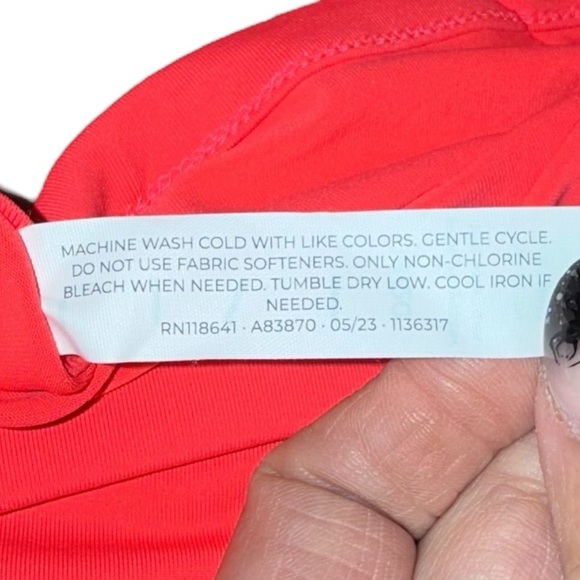 MACHINE WASH COLD WITH LIKE COLORS. GENTLE CYCLE.
DO NOT USE FABRIC SOFTENERS. ONLY NON-CHLORINE
BLEACH WHEN NEEDED. TUMBLE DRY LOW. COOL IRON IF
NEEDED.
RN118641 · A83870 · 05/23 · 1136317